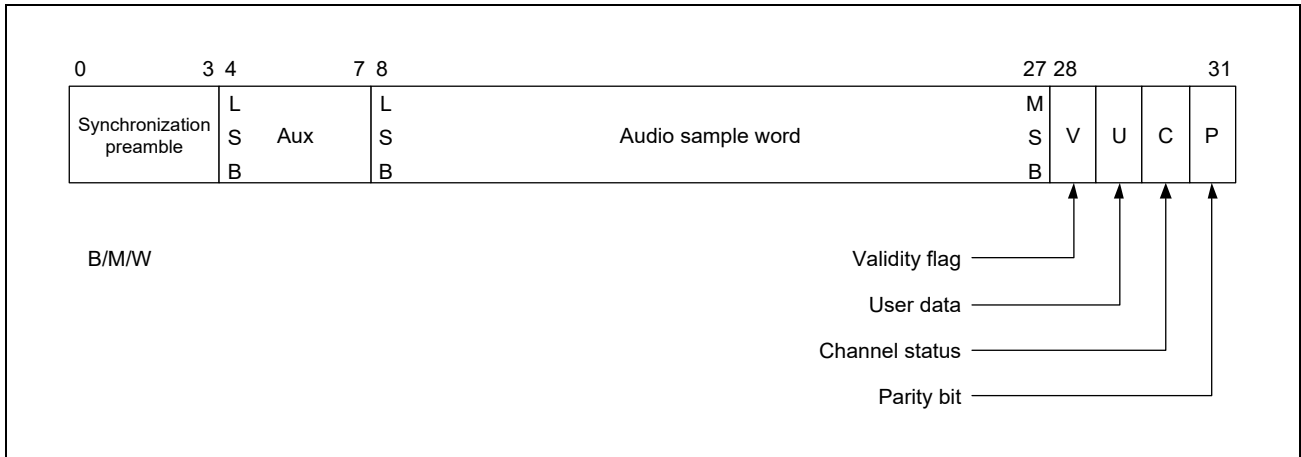 0 3 4 7 8 27 28 31
Synchronization
preamble
L
S
B
Aux
L
S
B
Audio sample word
M
S
B
V U C P
B/M/W
Validity flag
User data
Channel status
Parity bit